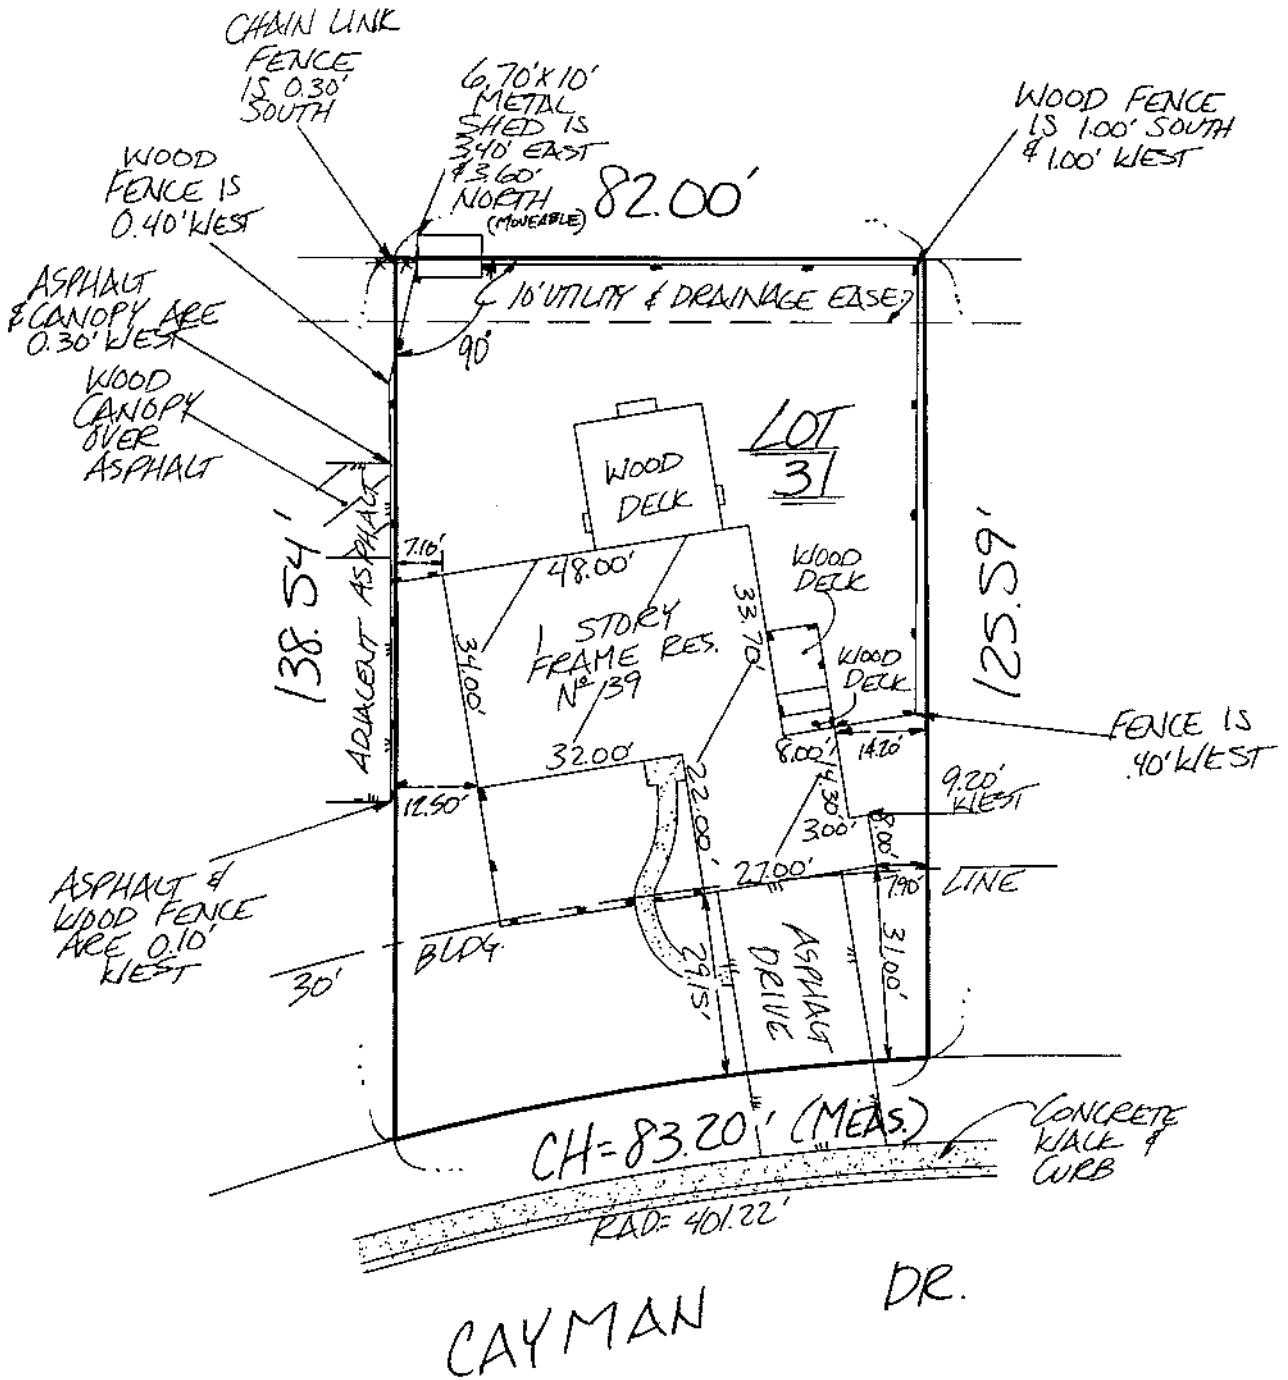 CHAIN LINK
FENCE
IS 0.30'
SOUTH
6.70'X10'
METAL
SHED IS
3.40' EAST
& 3.60'
NORTH
(MOVEABLE)
82.00'
WOOD FENCE
IS 1.00' SOUTH
& 1.00' WEST
WOOD
FENCE IS
0.40' WEST
ASPHALT
& CANOPY ARE
0.30' WEST
WOOD
CANOPY
OVER
ASPHALT
10' UTILITY & DRAINAGE EASE.
90°
LOT
31
WOOD
DECK
138.54'
ADJACENT ASPHALT
7.10'
48.00'
WOOD
DECK
125.59'
1 STORY
FRAME RES.
Nº 139
34.00'
33.70'
WOOD
DECK
32.00'
8.00'
14.20'
FENCE IS
.40' WEST
12.50'
22.00'
14.30'
3.00'
9.20'
WEST
8.00'
27.00'
7.90'
LINE
ASPHALT &
WOOD FENCE
ARE 0.10'
WEST
30'
BLDG.
29.15'
ASPHALT
DRIVE
31.00'
CH=83.20' (MEAS.)
CONCRETE
WALK &
CURB
RAD= 401.22'
CAYMAN DR.